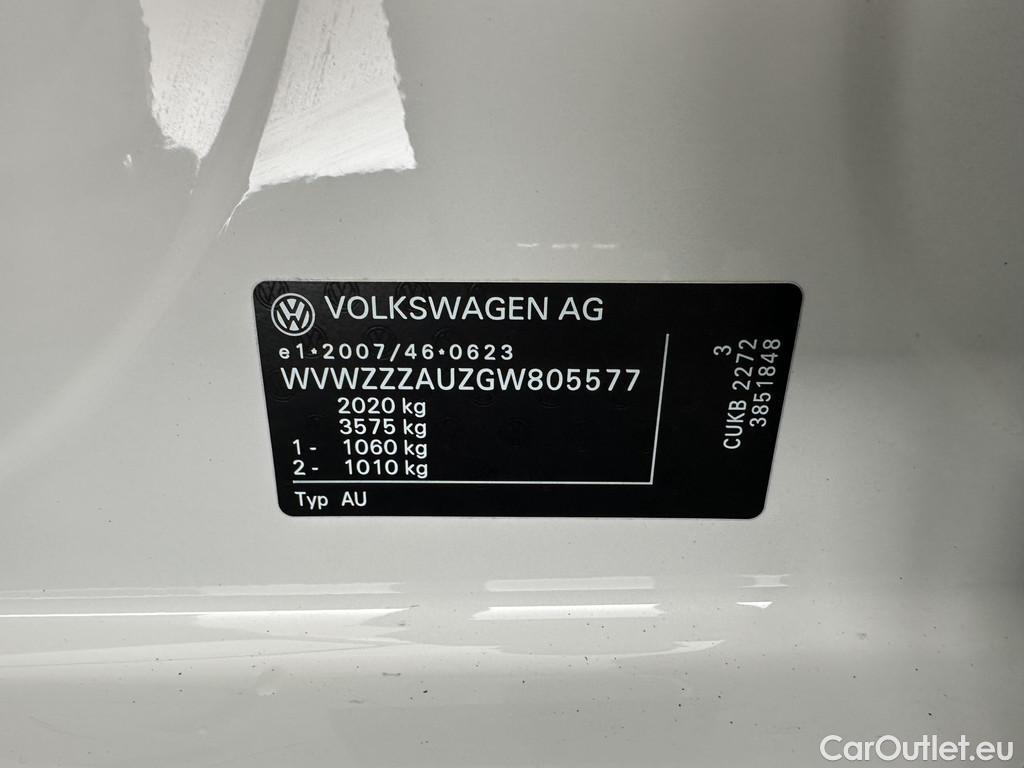 VOLKSWAGEN AG
e1*2007/46*0623
WVWZZZAUZGW805577
2020 kg
3575 kg
1- 1060 kg
2- 1010 kg
Typ AU
3
CUKB 2272
3851848
CarOutlet.eu